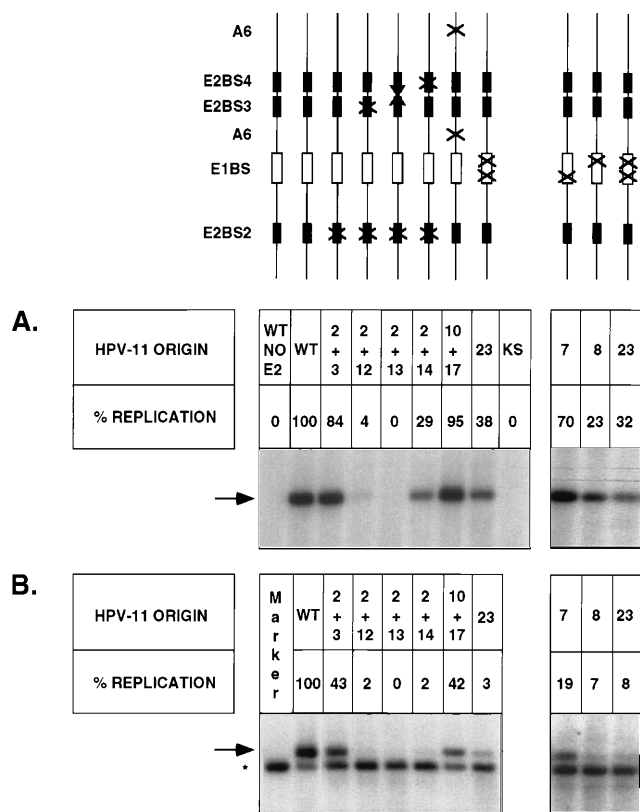 A6
E2BS4
E2BS3
A6
E1BS
E2BS2
A.
HPV-11 ORIGIN
WT NO E2
WT
2 + 3
2 + 12
2 + 13
2 + 14
10 + 17
23
KS
7
8
23
% REPLICATION
0
100
84
4
0
29
95
38
0
70
23
32
B.
HPV-11 ORIGIN
Marker
WT
2 + 3
2 + 12
2 + 13
2 + 14
10 + 17
23
7
8
23
% REPLICATION
100
43
2
0
2
42
3
19
7
8
*